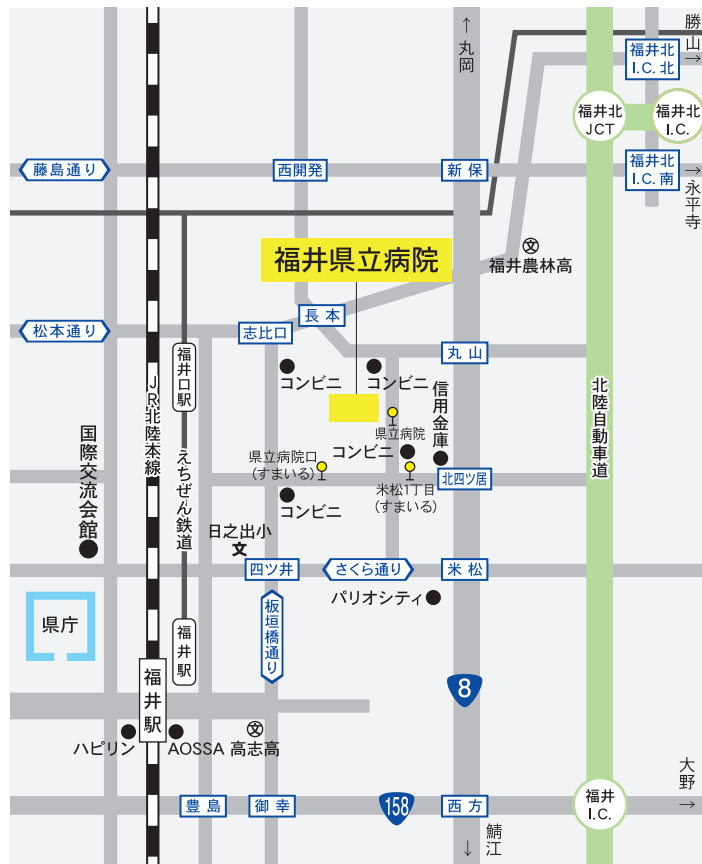 ↑
丸岡
勝山
→
福井北
I.C. 北
福井北
JCT
福井北
I.C.
藤島通り
西開発
新保
福井北
I.C. 南
→
永平寺
福井県立病院
文
福井農林高
松本通り
志比口
長本
丸山
福井口駅
JR北陸本線
えちぜん鉄道
コンビニ
コンビニ
信用金庫
北陸自動車道
県立病院
コンビニ
県立病院口
(すまいる)
米松1丁目
(すまいる)
北四ツ居
国際交流会館
コンビニ
日之出小
文
四ツ井
さくら通り
米松
パリオシティ
板垣橋通り
県庁
福井駅
福井駅
8
ハピリン
AOSSA
文
高志高
豊島
御幸
158
西方
福井
I.C.
大野
→
鯖江
↓